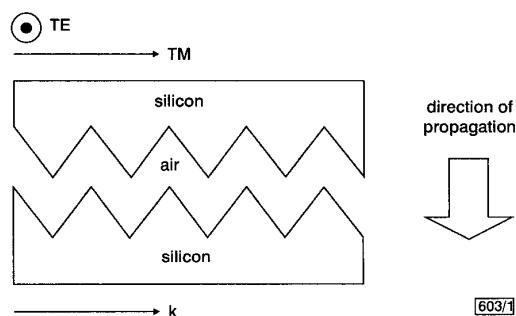 TE
TM
silicon
direction of
propagation
air
silicon
k
603/1